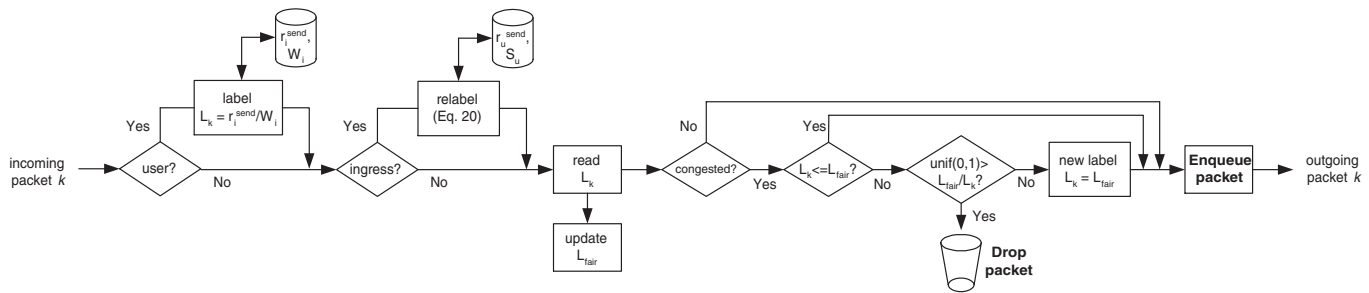 incoming
packet k
user?
Yes
No
label
L_k = r_i^send/W_i
r_i^send,
W_i
ingress?
Yes
No
relabel
(Eq. 20)
r_u^send,
S_u
read
L_k
update
L_fair
congested?
No
Yes
L_k<=L_fair?
Yes
No
unif(0,1)>
L_fair/L_k?
No
Yes
Drop
packet
new label
L_k = L_fair
Enqueue
packet
outgoing
packet k